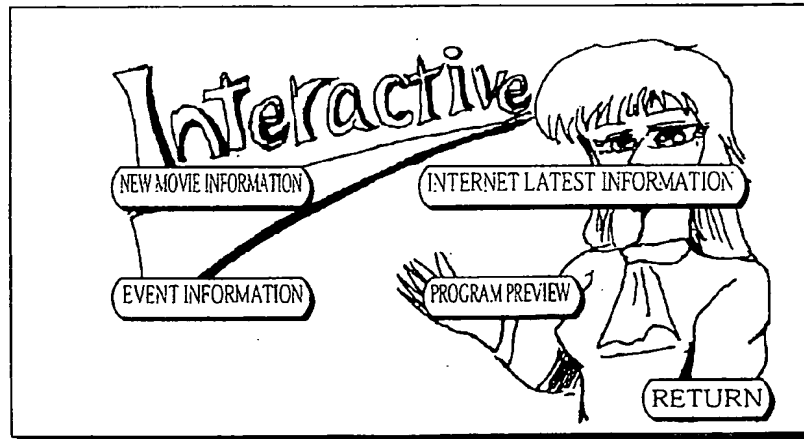 Interactive
NEW MOVIE INFORMATION
INTERNET LATEST INFORMATION
EVENT INFORMATION
PROGRAM PREVIEW
RETURN